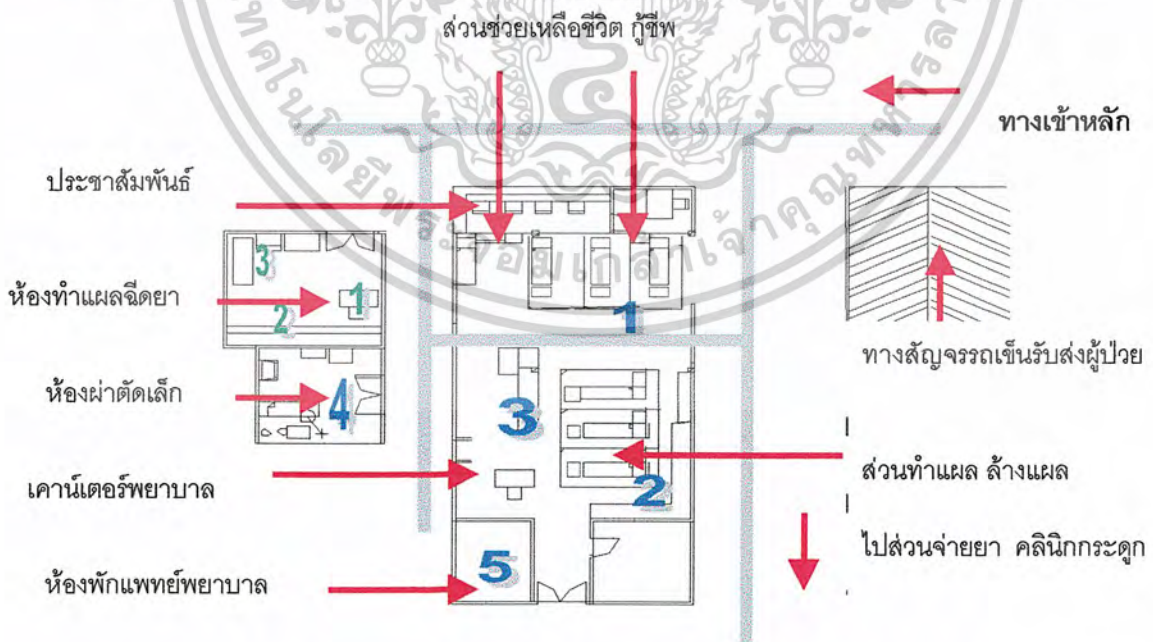 ส่วนช่วยเหลือชีวิต กู้ชีพ
ทางเข้าหลัก
ประชาสัมพันธ์
3
1
2
ห้องทำแผลฉีดยา
1
ทางสัญจรรถเข็นรับส่งผู้ป่วย
ห้องผ่าตัดเล็ก
4
3
ส่วนทำแผล ล้างแผล
เคาน์เตอร์พยาบาล
2
ไปส่วนจ่ายยา คลินิกกระดูก
5
ห้องพักแพทย์พยาบาล